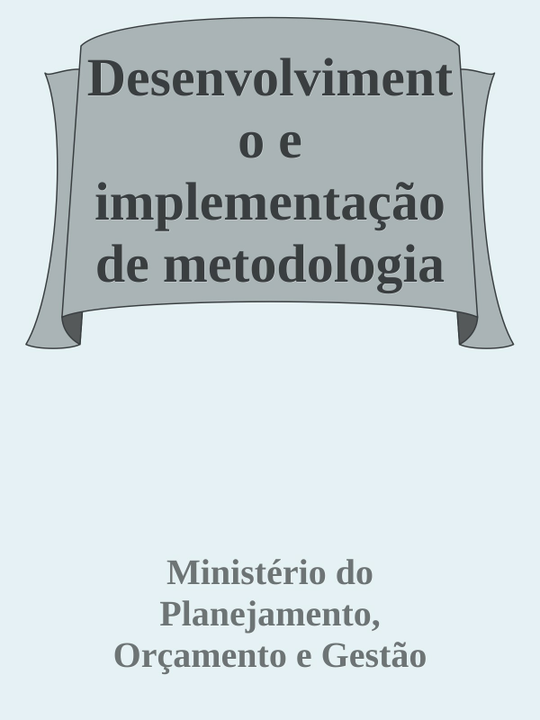 Desenvolviment
o e
implementação
de metodologia
Ministério do
Planejamento,
Orçamento e Gestão